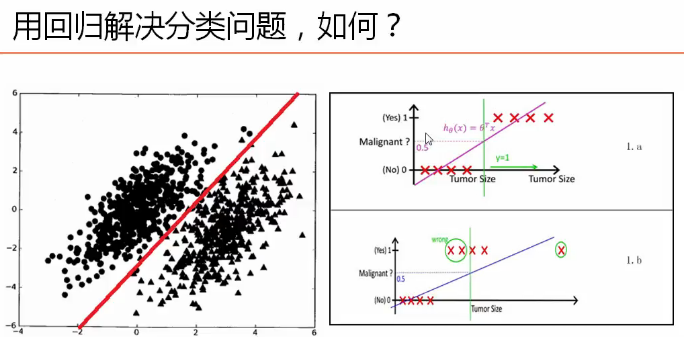 用回归解决分类问题，如何？
6
4
2
0
−2
−4
−6
−4
−2
0
2
4
6
(Yes) 1
hθ(x) = θᵀx
Malignant ?
0.5
y=1
(No) 0
Tumor Size
Tumor Size
1. a
wrong
(Yes) 1
1. b
Malignant ?
0.5
(No) 0
Tumor Size